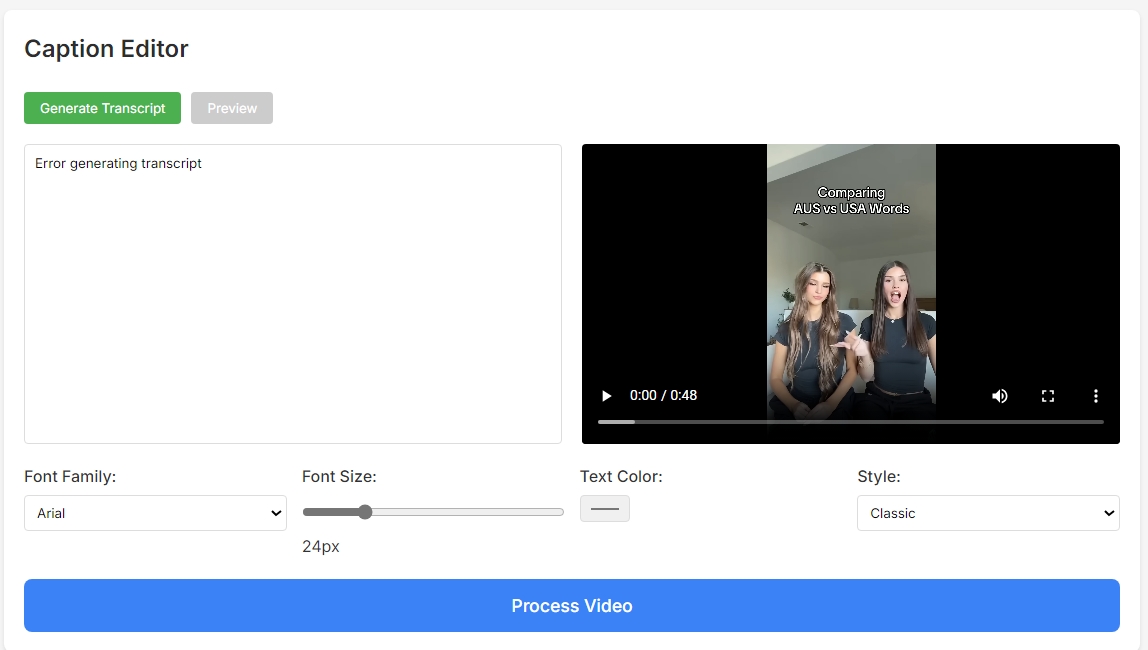 Caption Editor
Generate Transcript
Preview
Error generating transcript
Comparing
AUS vs USA Words
0:00 / 0:48
Font Family:
Font Size:
Text Color:
Style:
Arial
Classic
24px
Process Video